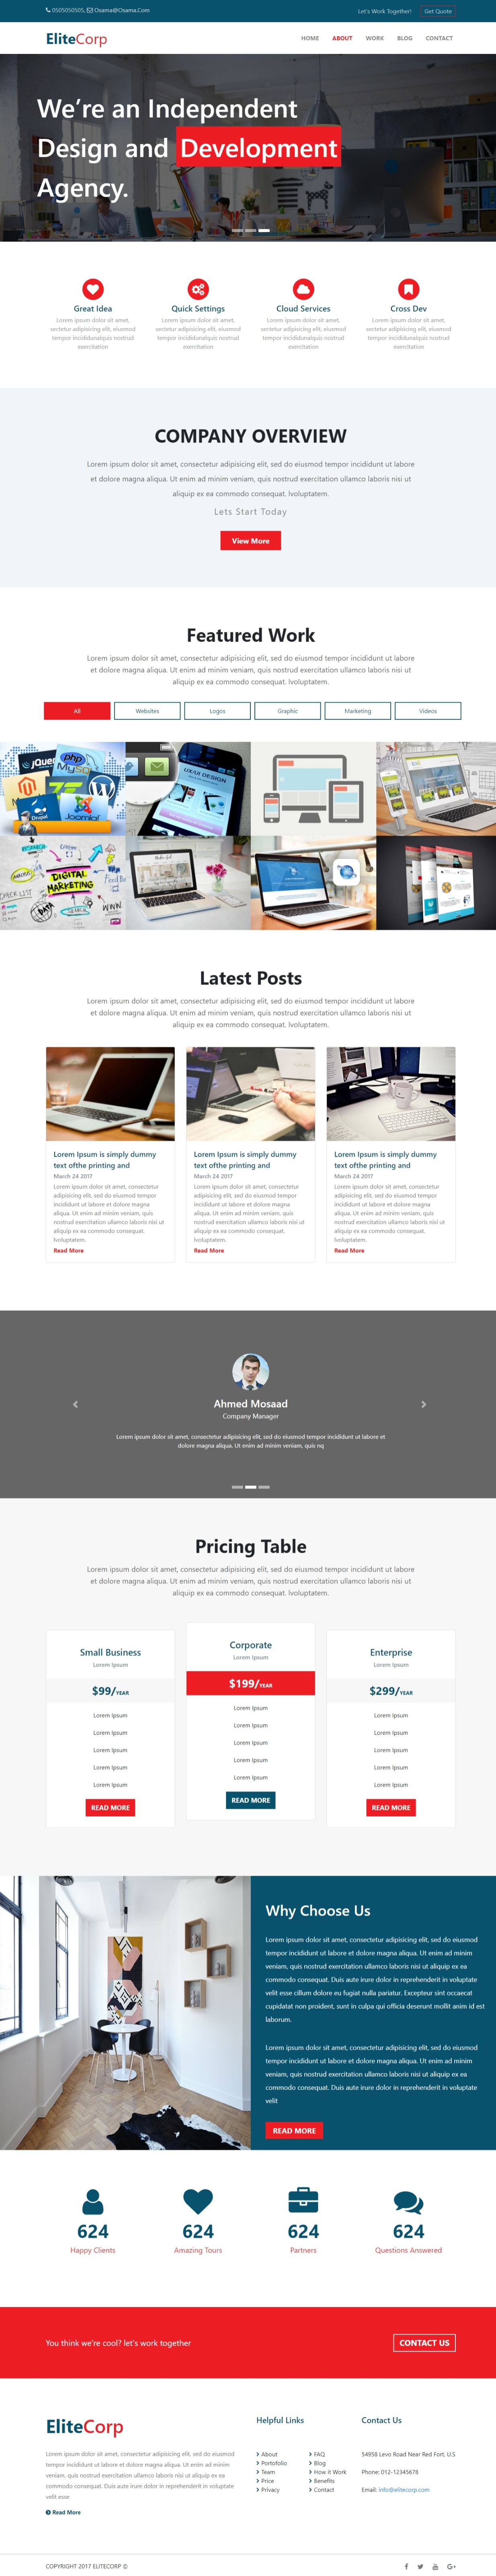 0505050505, Osama@Osama.Com
Let's Work Together! Get Quote
EliteCorp
HOME ABOUT WORK BLOG CONTACT
We're an Independent
Design and Development
Agency.
Great Idea Quick Settings Cloud Services Cross Dev
Lorem ipsum dolor sit amet, Lorem ipsum dolor sit amet, Lorem ipsum dolor sit amet, Lorem ipsum dolor sit amet,
sectetur adipisicing elit, eiusmod sectetur adipisicing elit, eiusmod sectetur adipisicing elit, eiusmod sectetur adipisicing elit, eiusmod
tempor incididunalquis nostrud tempor incididunalquis nostrud tempor incididunalquis nostrud tempor incididunalquis nostrud
exercitation exercitation exercitation exercitation
COMPANY OVERVIEW
Lorem ipsum dolor sit amet, consectetur adipisicing elit, sed do eiusmod tempor incididunt ut labore
et dolore magna aliqua. Ut enim ad minim veniam, quis nostrud exercitation ullamco laboris nisi ut
aliquip ex ea commodo consequat. lvoluptatem.
Lets Start Today
View More
Featured Work
Lorem ipsum dolor sit amet, consectetur adipisicing elit, sed do eiusmod tempor incididunt ut labore
et dolore magna aliqua. Ut enim ad minim veniam, quis nostrud exercitation ullamco laboris nisi ut
aliquip ex ea commodo consequat. lvoluptatem.
All Websites Logos Graphic Marketing Videos
jQuery
php
MySql
Magento
Drupal
Joomla!
UX/UI DESIGN
RESEARCH
DIGITAL
MARKETING
DATA
SEARCH
Latest Posts
Lorem ipsum dolor sit amet, consectetur adipisicing elit, sed do eiusmod tempor incididunt ut labore
et dolore magna aliqua. Ut enim ad minim veniam, quis nostrud exercitation ullamco laboris nisi ut
aliquip ex ea commodo consequat. lvoluptatem.
Lorem Ipsum is simply dummy
text ofthe printing and
March 24 2017
Lorem ipsum dolor sit amet, consectetur
adipisicing elit, sed do eiusmod tempor
incididunt ut labore et dolore magna
aliqua. Ut enim ad minim veniam, quis
nostrud exercitation ullamco laboris nisi ut
aliquip ex ea commodo consequat.
lvoluptatem.
Read More
Lorem Ipsum is simply dummy
text ofthe printing and
March 24 2017
Lorem ipsum dolor sit amet, consectetur
adipisicing elit, sed do eiusmod tempor
incididunt ut labore et dolore magna
aliqua. Ut enim ad minim veniam, quis
nostrud exercitation ullamco laboris nisi ut
aliquip ex ea commodo consequat.
lvoluptatem.
Read More
Lorem Ipsum is simply dummy
text ofthe printing and
March 24 2017
Lorem ipsum dolor sit amet, consectetur
adipisicing elit, sed do eiusmod tempor
incididunt ut labore et dolore magna
aliqua. Ut enim ad minim veniam, quis
nostrud exercitation ullamco laboris nisi ut
aliquip ex ea commodo consequat.
lvoluptatem.
Read More
Ahmed Mosaad
Company Manager
Lorem ipsum dolor sit amet, consectetur adipisicing elit, sed do eiusmod tempor incididunt ut labore et
dolore magna aliqua. Ut enim ad minim veniam, quis nq
Pricing Table
Lorem ipsum dolor sit amet, consectetur adipisicing elit, sed do eiusmod tempor incididunt ut labore
et dolore magna aliqua. Ut enim ad minim veniam, quis nostrud exercitation ullamco laboris nisi ut
aliquip ex ea commodo consequat. lvoluptatem.
Small Business
Lorem Ipsum
$99/YEAR
Lorem Ipsum
Lorem Ipsum
Lorem Ipsum
Lorem Ipsum
Lorem Ipsum
READ MORE
Corporate
Lorem Ipsum
$199/YEAR
Lorem Ipsum
Lorem Ipsum
Lorem Ipsum
Lorem Ipsum
Lorem Ipsum
READ MORE
Enterprise
Lorem Ipsum
$299/YEAR
Lorem Ipsum
Lorem Ipsum
Lorem Ipsum
Lorem Ipsum
Lorem Ipsum
READ MORE
Why Choose Us
Lorem ipsum dolor sit amet, consectetur adipisicing elit, sed do eiusmod
tempor incididunt ut labore et dolore magna aliqua. Ut enim ad minim
veniam, quis nostrud exercitation ullamco laboris nisi ut aliquip ex ea
commodo consequat. Duis aute irure dolor in reprehenderit in voluptate
velit esse cillum dolore eu fugiat nulla pariatur. Excepteur sint occaecat
cupidatat non proident, sunt in culpa qui officia deserunt mollit anim id est
laborum.
Lorem ipsum dolor sit amet, consectetur adipisicing elit, sed do eiusmod
tempor incididunt ut labore et dolore magna aliqua. Ut enim ad minim
veniam, quis nostrud exercitation ullamco laboris nisi ut aliquip ex ea
commodo consequat. Duis aute irure dolor in reprehenderit in voluptate
velit
READ MORE
624 624 624 624
Happy Clients Amazing Tours Partners Questions Answered
You think we're cool? let's work together
CONTACT US
EliteCorp
Lorem ipsum dolor sit amet, consectetur adipisicing elit, sed do eiusmod
tempor incididunt ut labore et dolore magna aliqua. Ut enim ad minim
veniam, quis nostrud exercitation ullamco laboris nisi ut aliquip ex ea
commodo consequat. Duis aute irure dolor in reprehenderit in voluptate
velit esse
Read More
Helpful Links
About
Portofolio
Team
Price
Privacy
FAQ
Blog
How it Work
Benefits
Contact
Contact Us
54958 Levo Road Near Red Fort, U.S
Phone: 012-12345678
Email: info@elitecorp.com
COPYRIGHT 2017 ELITECORP ©